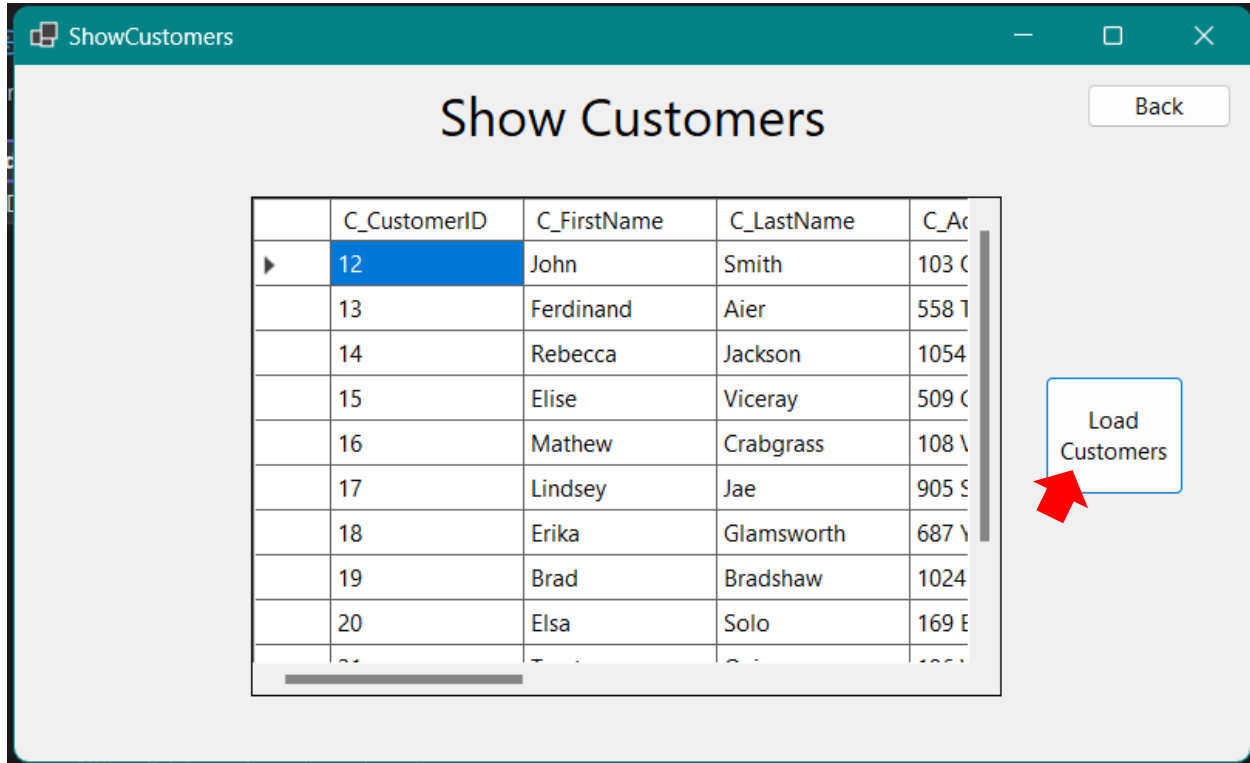 ShowCustomers
Show Customers
Back
C_CustomerID C_FirstName C_LastName
12 John Smith 103
13 Ferdinand Aier 558
14 Rebecca Jackson 1054
15 Elise Viceray 509
16 Mathew Crabgrass 108
17 Lindsey Jae 905
18 Erika Glamsworth 687
19 Brad Bradshaw 1024
20 Elsa Solo 169
Load
Customers